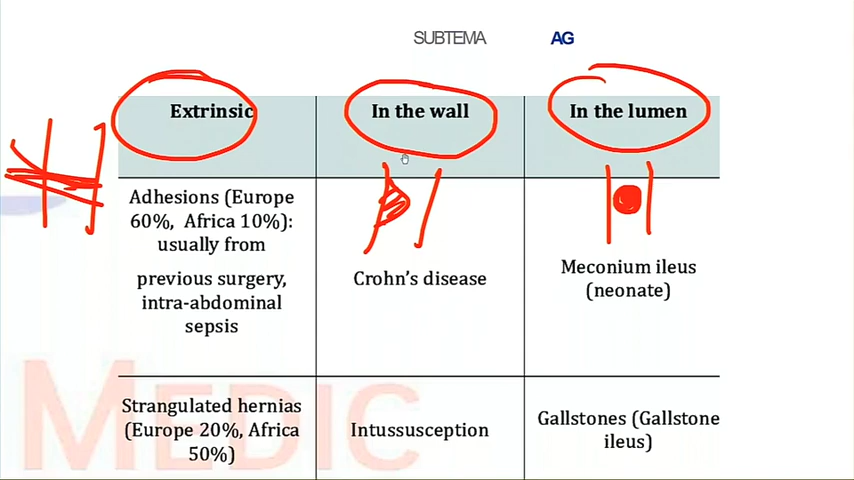 SUBTEMA AG
Extrinsic
In the wall
In the lumen
Adhesions (Europe
60%, Africa 10%):
usually from
previous surgery,
intra-abdominal
sepsis
Crohn's disease
Meconium ileus
(neonate)
Strangulated hernias
(Europe 20%, Africa
50%)
Intussusception
Gallstones (Gallstone
ileus)
MEDIC